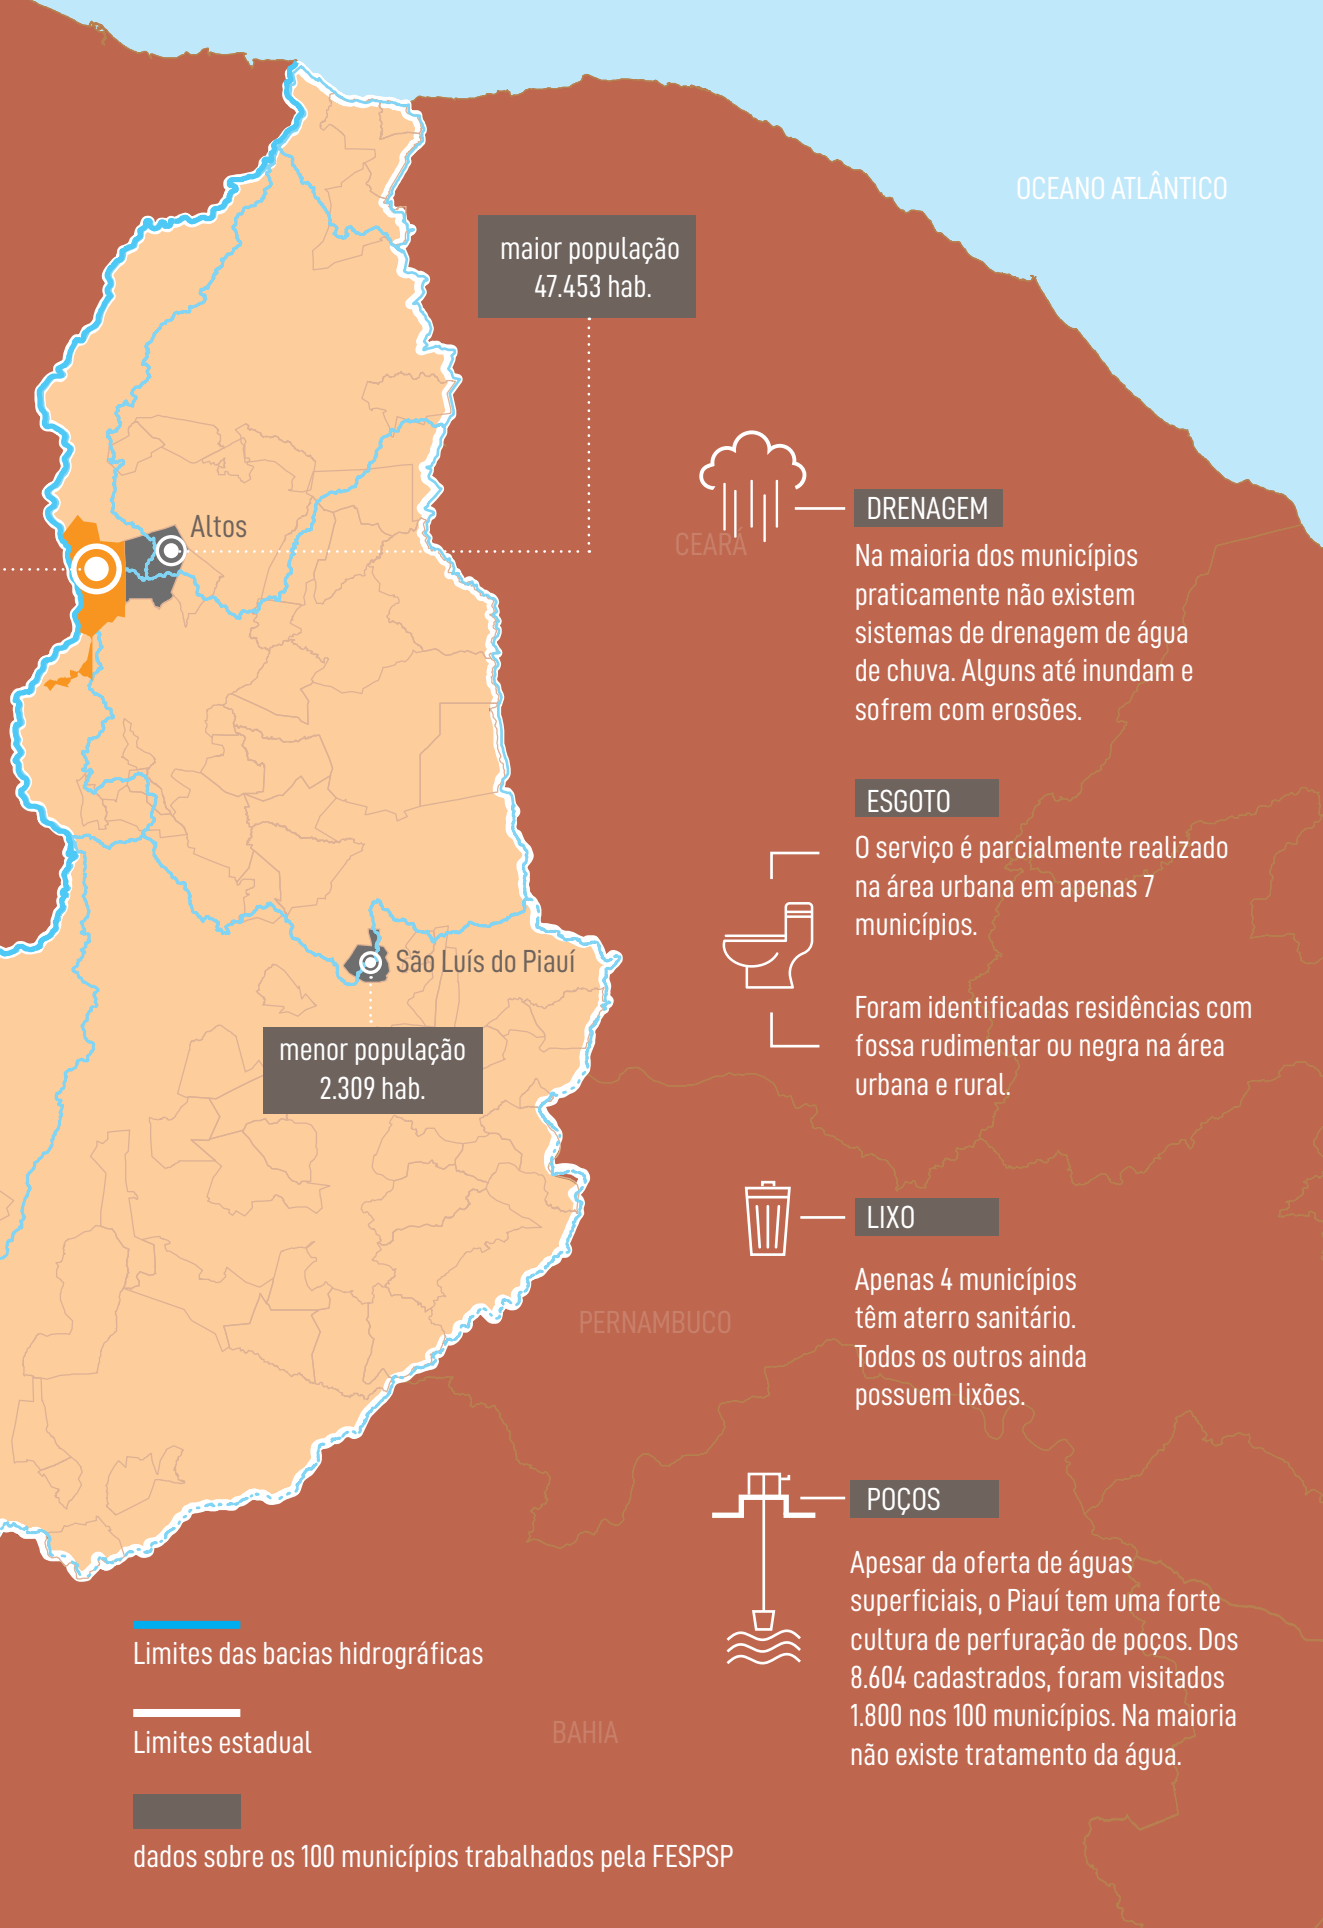 OCEANO ATLÂNTICO
maior população
47.453 hab.
Altos
CEARÁ
DRENAGEM
Na maioria dos municípios
praticamente não existem
sistemas de drenagem de água
de chuva. Alguns até inundam e
sofrem com erosões.
ESGOTO
O serviço é parcialmente realizado
na área urbana em apenas 7
municípios.
Foram identificadas residências com
fossa rudimentar ou negra na área
urbana e rural.
São Luís do Piauí
menor população
2.309 hab.
LIXO
Apenas 4 municípios
têm aterro sanitário.
Todos os outros ainda
possuem lixões.
PERNAMBUCO
POÇOS
Apesar da oferta de águas
superficiais, o Piauí tem uma forte
cultura de perfuração de poços. Dos
8.604 cadastrados, foram visitados
1.800 nos 100 municípios. Na maioria
não existe tratamento da água.
BAHIA
Limites das bacias hidrográficas
Limites estadual
dados sobre os 100 municípios trabalhados pela FESPSP